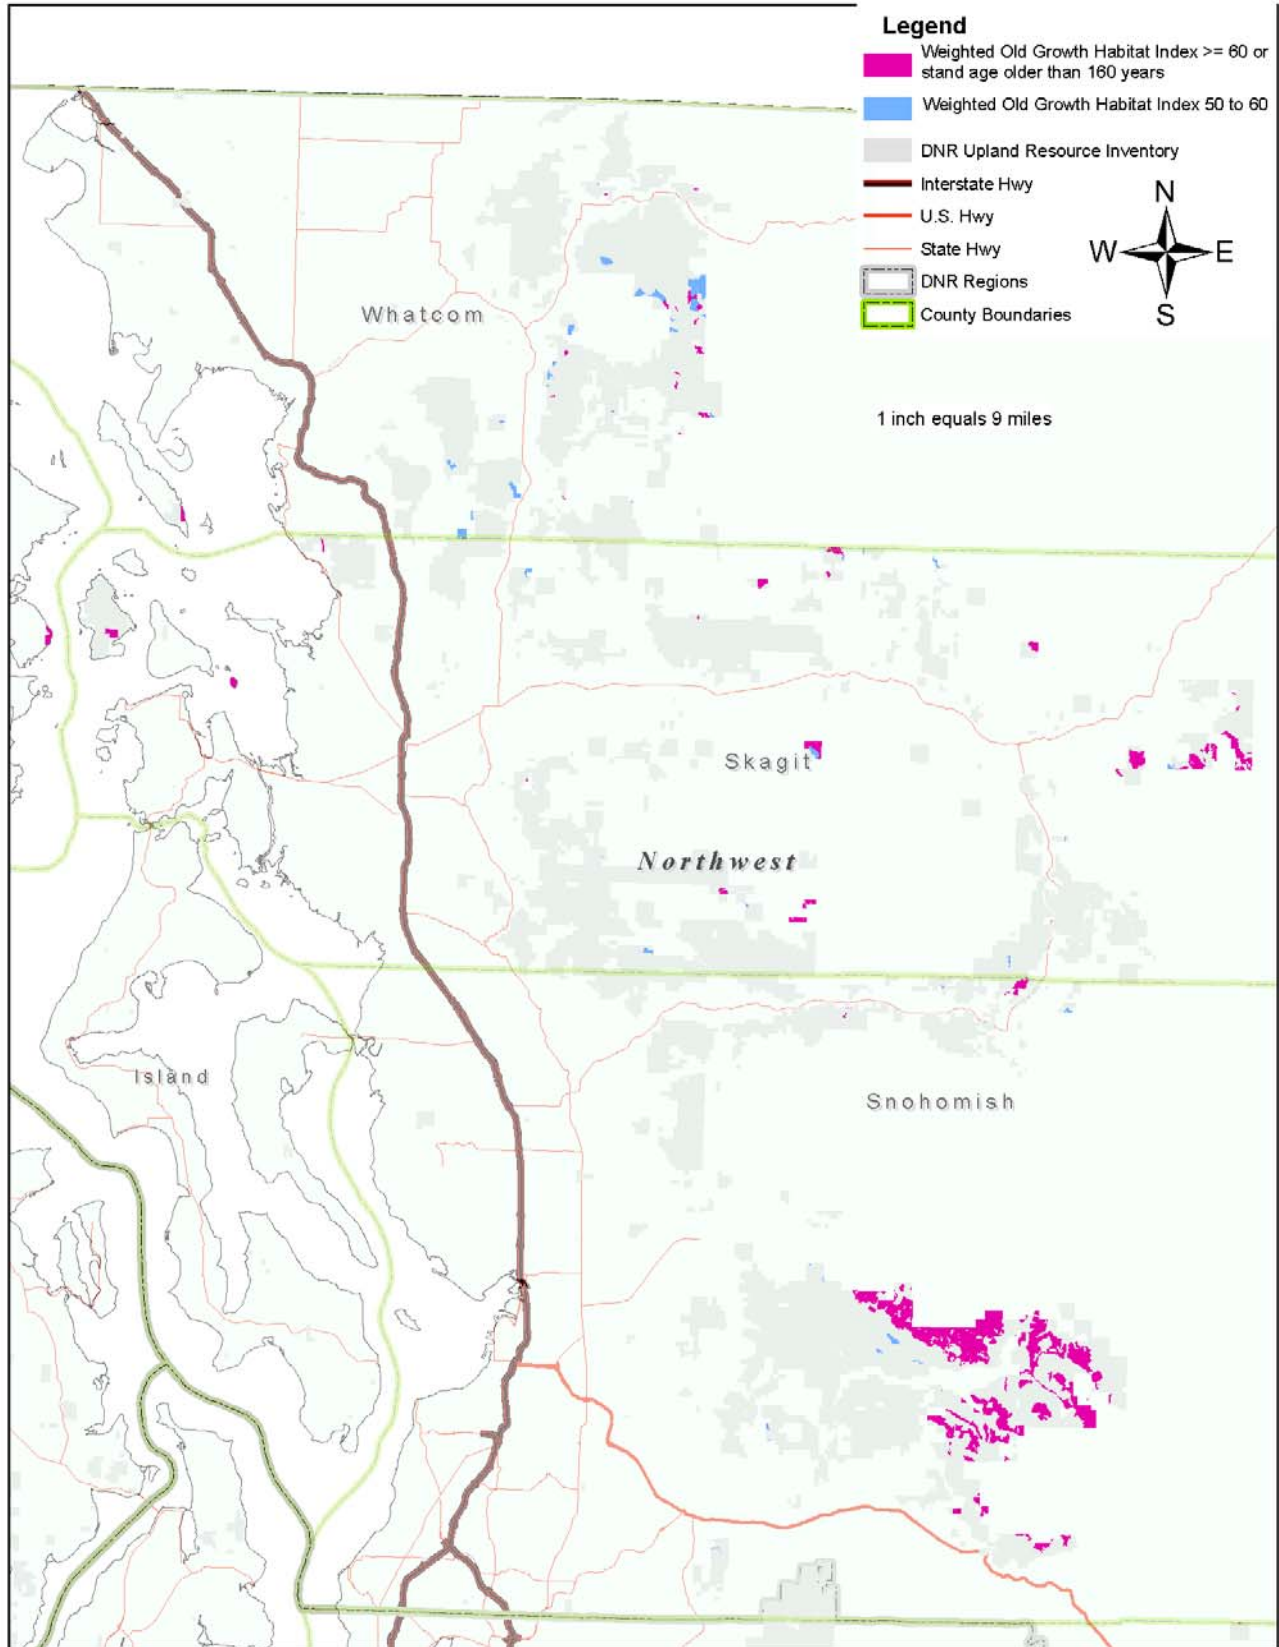 Legend
Weighted Old Growth Habitat Index >= 60 or
stand age older than 160 years
Weighted Old Growth Habitat Index 50 to 60
DNR Upland Resource Inventory
Interstate Hwy
U.S. Hwy
State Hwy
DNR Regions
County Boundaries
N
W
E
S
1 inch equals 9 miles
Whatcom
Skagit
Northwest
Island
Snohomish